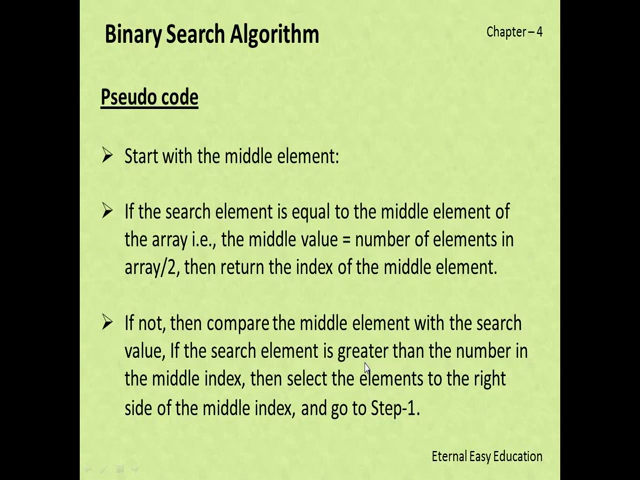 Binary Search Algorithm
Chapter – 4
Pseudo code
➢ Start with the middle element:
➢ If the search element is equal to the middle element of
the array i.e., the middle value = number of elements in
array/2, then return the index of the middle element.
➢ If not, then compare the middle element with the search
value, If the search element is greater than the number in
the middle index, then select the elements to the right
side of the middle index, and go to Step-1.
Eternal Easy Education